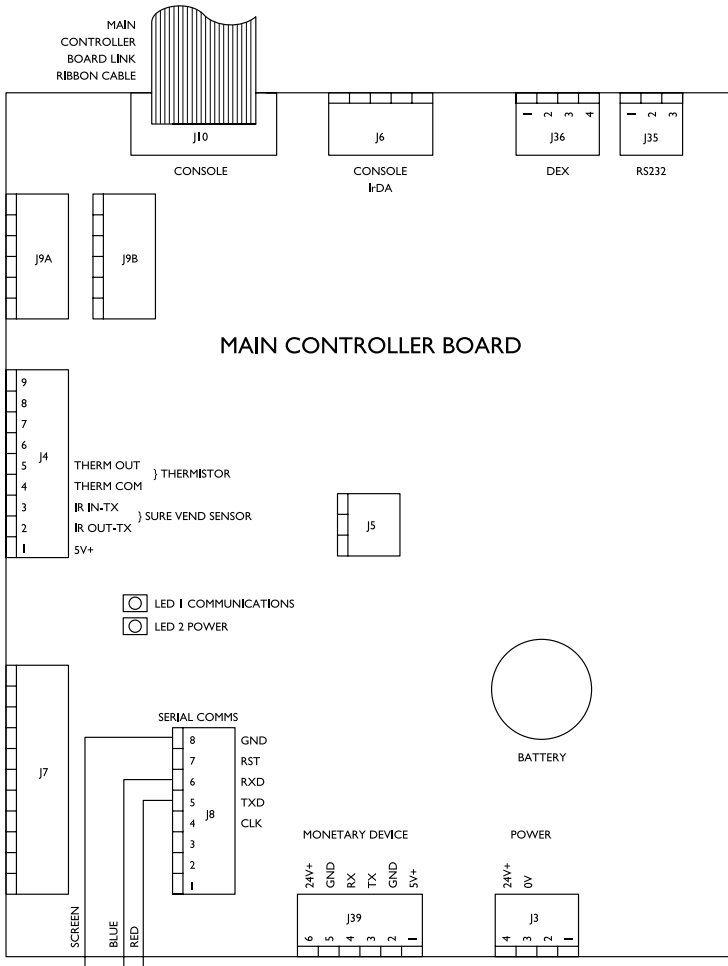 MAIN
CONTROLLER
BOARD LINK
RIBBON CABLE
J10
CONSOLE
J6
CONSOLE
IrDA
1 2 3 4
J36
DEX
1 2 3
J35
RS232
J9A
J9B
MAIN CONTROLLER BOARD
J4
9
8
7
6
5 THERM OUT
4 THERM COM
} THERMISTOR
3 IR IN-TX
2 IR OUT-TX
} SURE VEND SENSOR
1 5V+
J5
LED 1 COMMUNICATIONS
LED 2 POWER
BATTERY
J7
SERIAL COMMS
J8
8 GND
7 RST
6 RXD
5 TXD
4 CLK
3
2
1
SCREEN
BLUE
RED
MONETARY DEVICE
24V+ GND RX TX GND 5V+
J39
6 5 4 3 2 1
POWER
24V+ 0V
J3
4 3 2 1